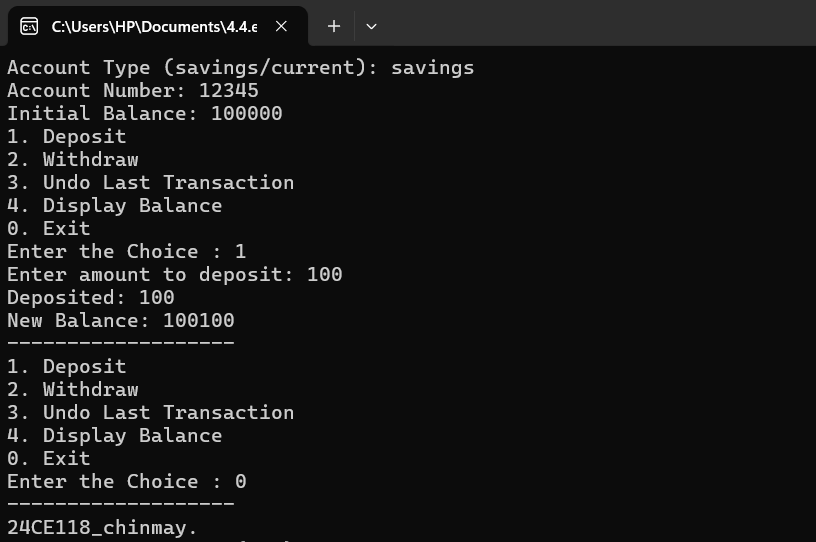 C:\Users\HP\Documents\4.4.e
Account Type (savings/current): savings
Account Number: 12345
Initial Balance: 100000
1. Deposit
2. Withdraw
3. Undo Last Transaction
4. Display Balance
0. Exit
Enter the Choice : 1
Enter amount to deposit: 100
Deposited: 100
New Balance: 100100
-------------------
1. Deposit
2. Withdraw
3. Undo Last Transaction
4. Display Balance
0. Exit
Enter the Choice : 0
-------------------
24CE118_chinmay.